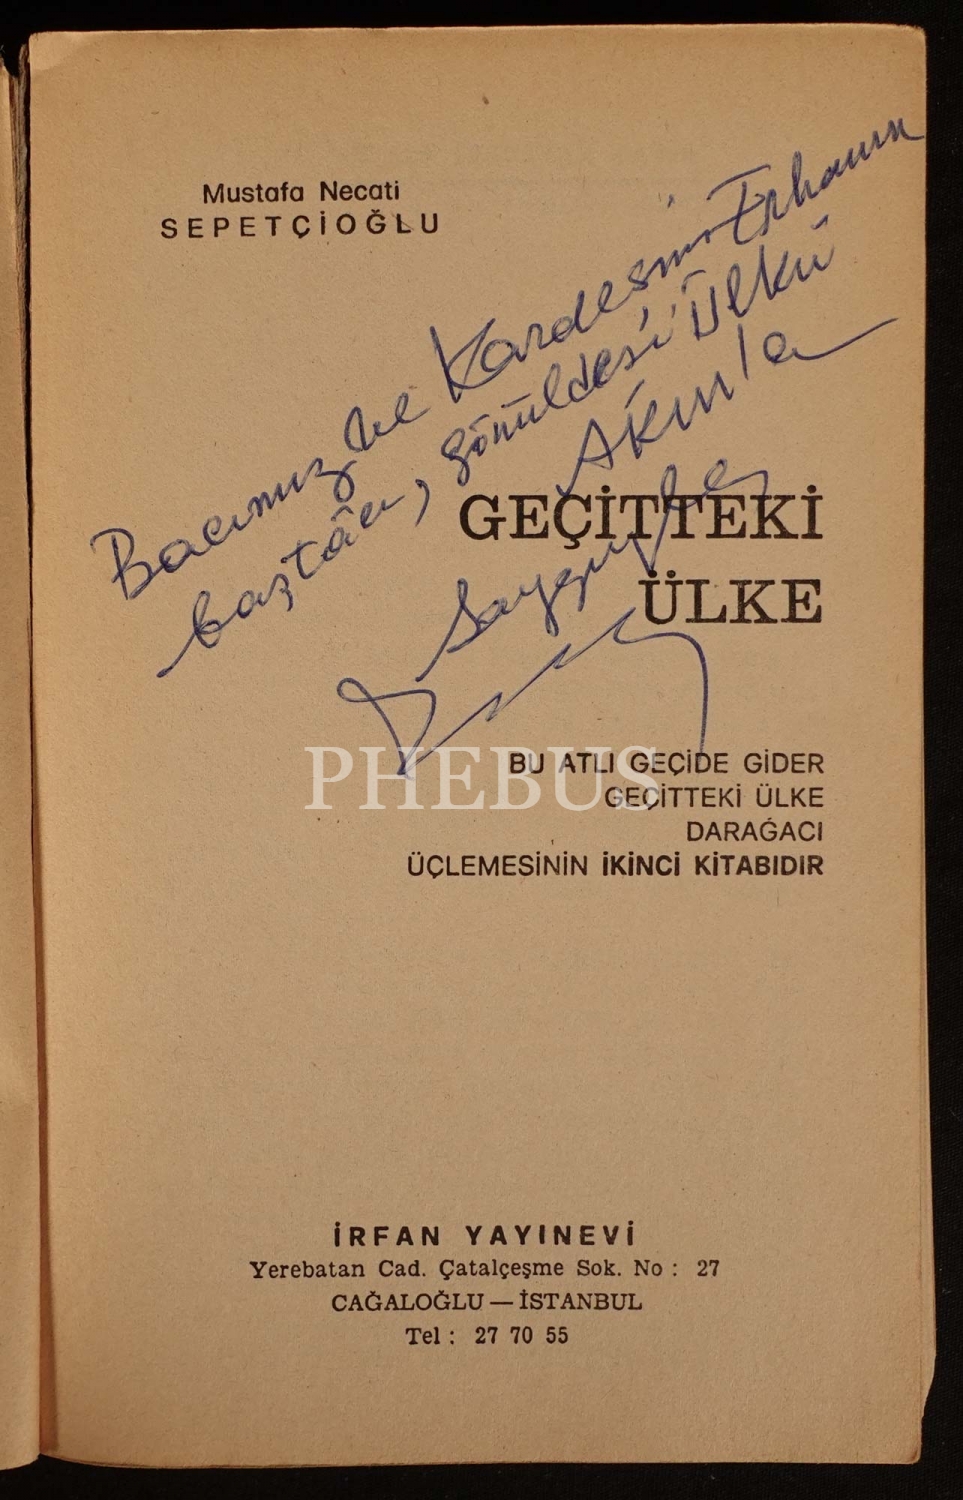 Mustafa Necati
SEPETÇİOĞLU
Bacımız ve Kardeşim Erhanın
baştâcı, gönüldeşi Ülkü
Akınla
Saygıyla
GEÇİTTEKİ
ÜLKE
PHEBUS
BU ATLI GEÇİDE GİDER
GEÇİTTEKİ ÜLKE
DARAĞACI
ÜÇLEMESİNİN İKİNCİ KİTABIDIR
İRFAN YAYINEVİ
Yerebatan Cad. Çatalçeşme Sok. No : 27
CAĞALOĞLU — İSTANBUL
Tel : 27 70 55